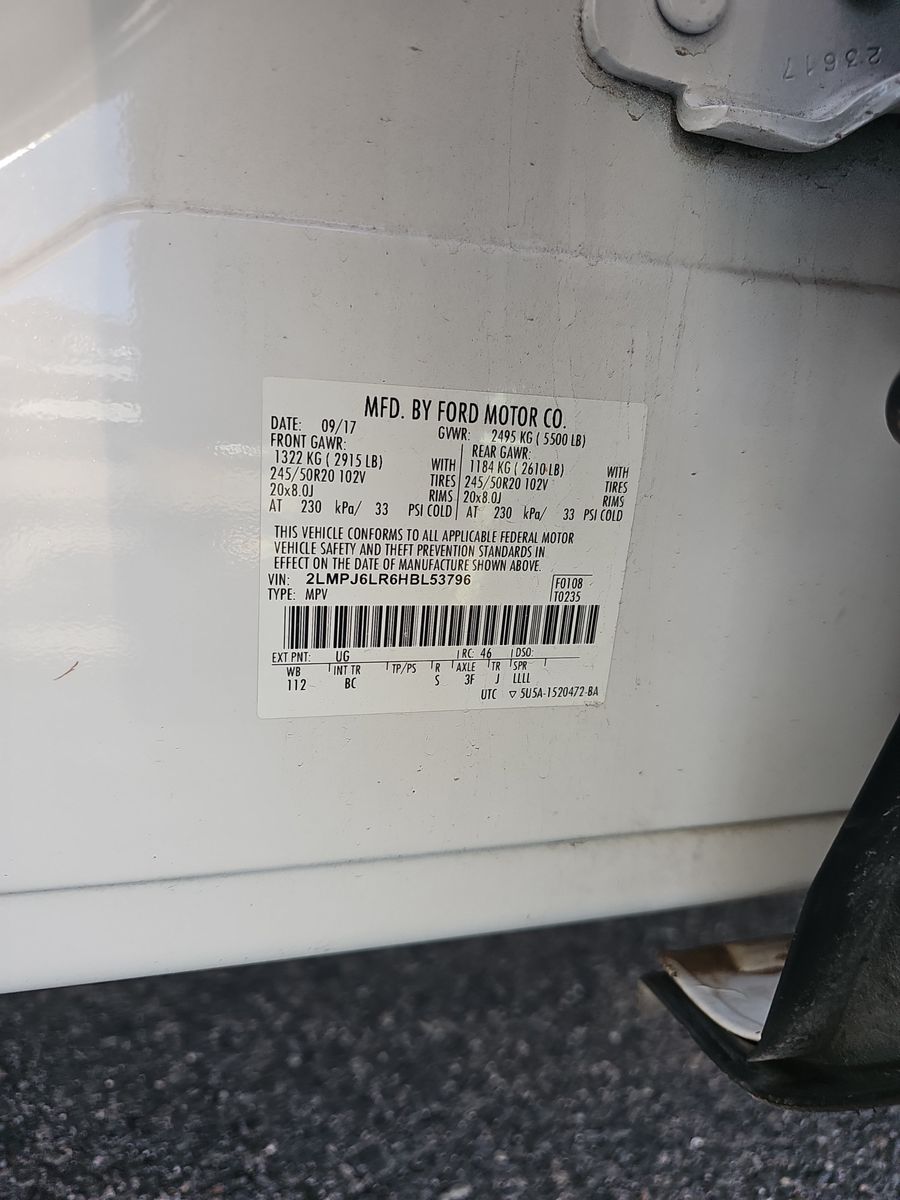 23617
MFD. BY FORD MOTOR CO.
DATE: 09/17 GVWR: 2495 KG ( 5500 LB)
FRONT GAWR: REAR GAWR:
1322 KG ( 2915 LB) WITH 1184 KG ( 2610 LB) WITH
245/50R20 102V TIRES 245/50R20 102V TIRES
20x8.0J RIMS 20x8.0J RIMS
AT 230 kPa/ 33 PSI COLD AT 230 kPa/ 33 PSI COLD
THIS VEHICLE CONFORMS TO ALL APPLICABLE FEDERAL MOTOR
VEHICLE SAFETY AND THEFT PREVENTION STANDARDS IN
EFFECT ON THE DATE OF MANUFACTURE SHOWN ABOVE.
VIN: 2LMPJ6LR6HBL53796 F0108
TYPE: MPV T0235
EXT PNT: UG RC: 46 DSO:
WB INT TR TP/PS R AXLE TR SPR
112 BC S 3F J LLLL
UTC ▽ 5U5A-1520472-BA